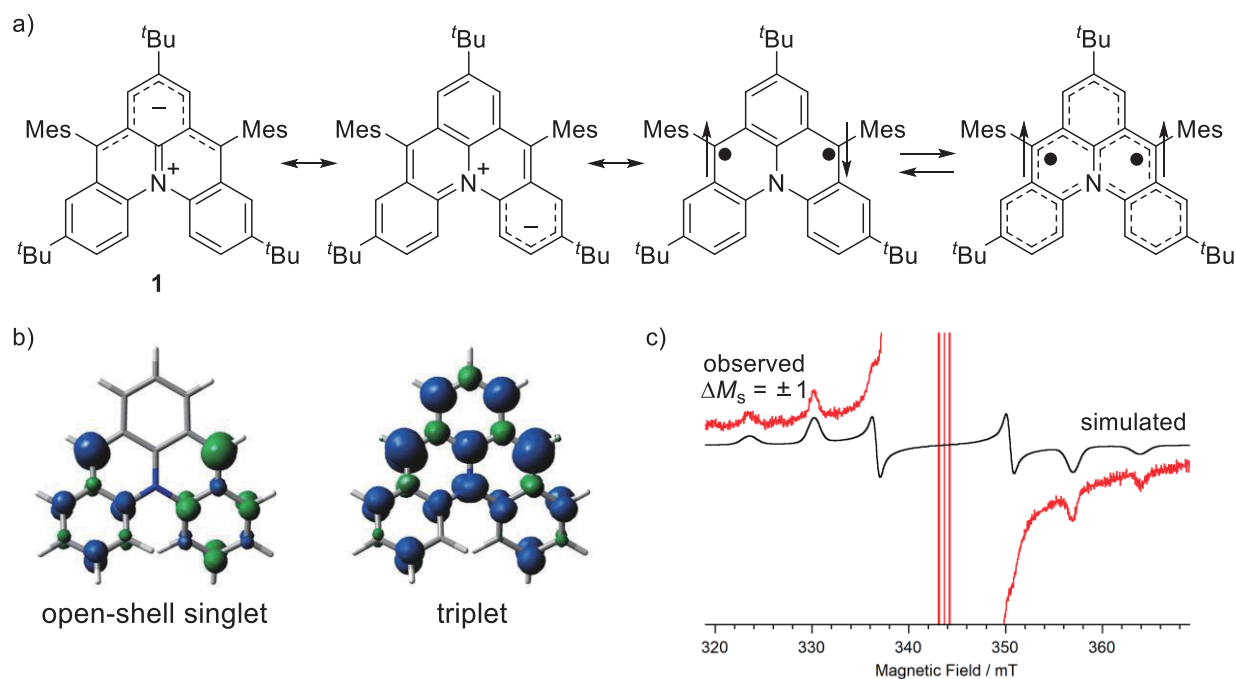 a)
tBu tBu tBu tBu
− Mes Mes Mes Mes Mes Mes Mes Mes
+ + N N N N
− tBu tBu tBu tBu tBu tBu tBu tBu
1
b)
open-shell singlet triplet
c)
observed
ΔMs = ± 1
simulated
320 330 340 350 360
Magnetic Field / mT